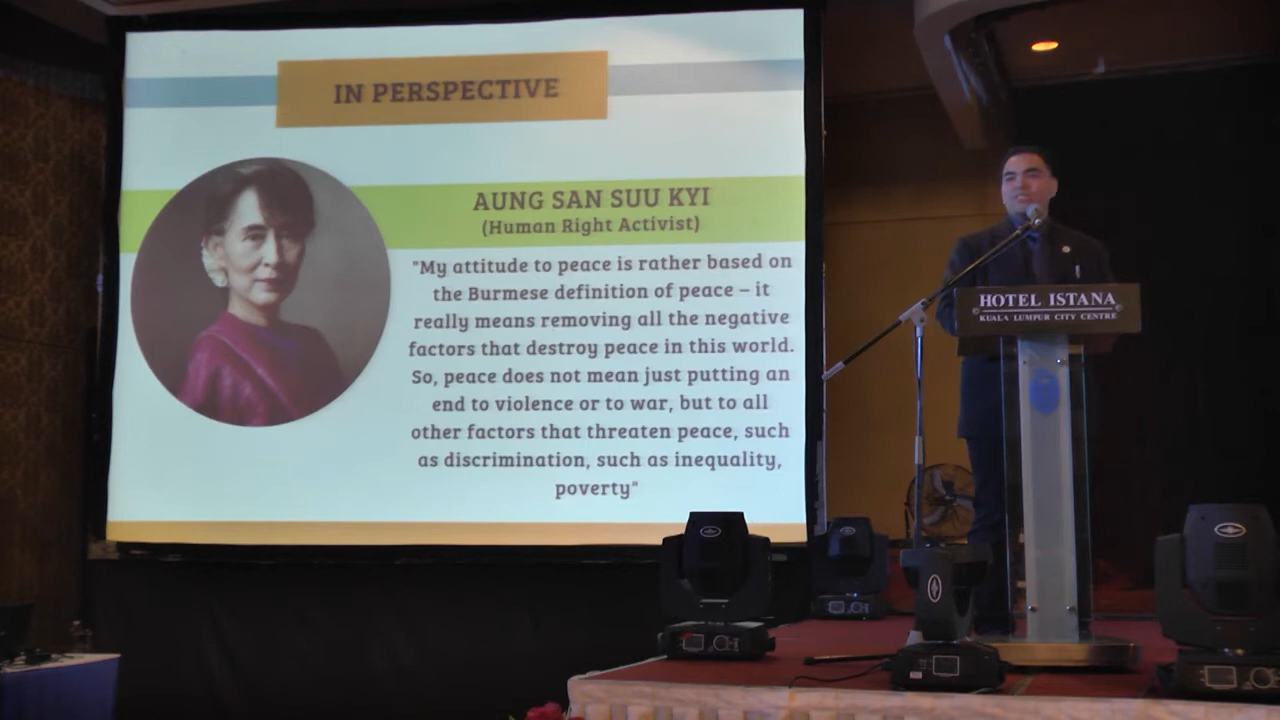 IN PERSPECTIVE
AUNG SAN SUU KYI
(Human Right Activist)
"My attitude to peace is rather based on
the Burmese definition of peace – it
really means removing all the negative
factors that destroy peace in this world.
So, peace does not mean just putting an
end to violence or to war, but to all
other factors that threaten peace, such
as discrimination, such as inequality,
poverty"
HOTEL ISTANA
KUALA LUMPUR CITY CENTRE